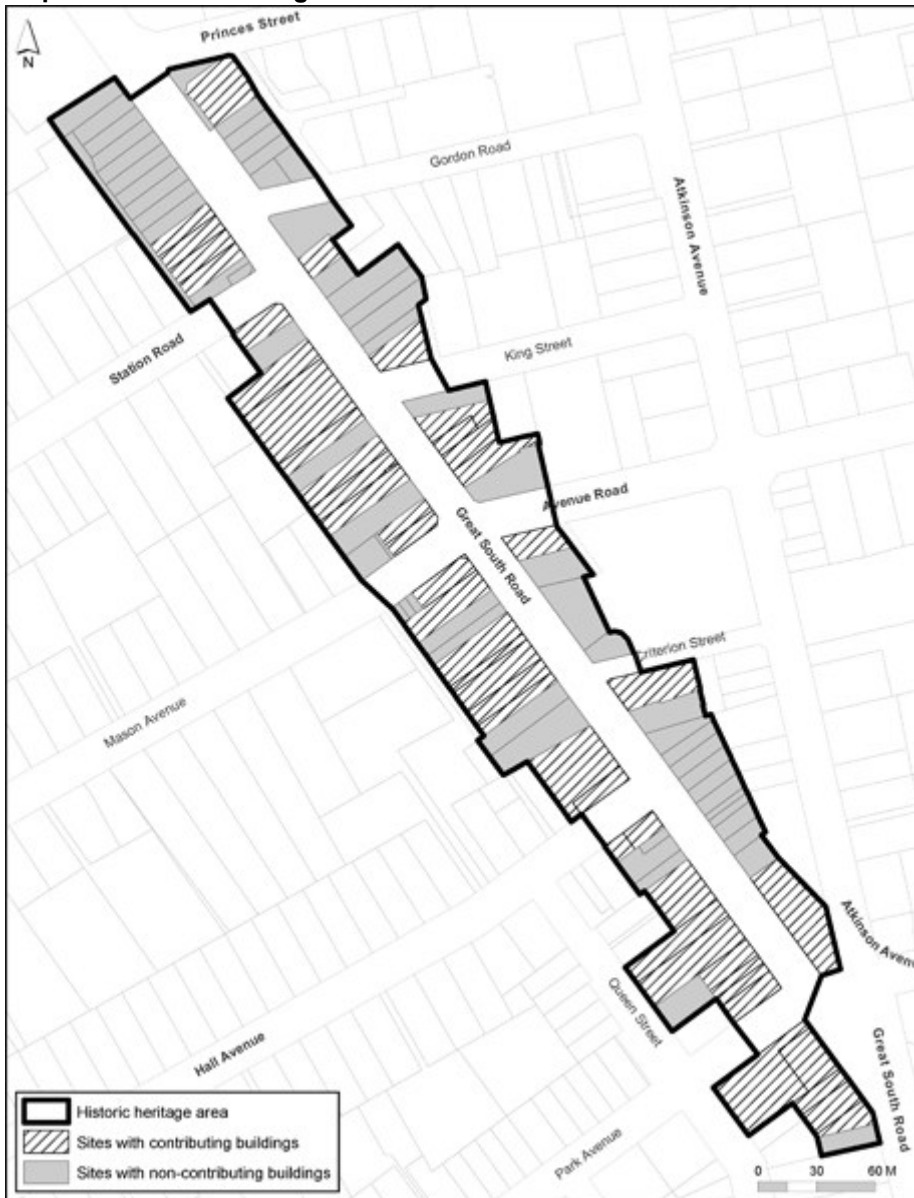 Princes Street
N
Gordon Road
Atkinson Avenue
King Street
Station Road
Avenue Road
Great South Road
Criterion Street
Mason Avenue
Atkinson Avenue
Queen Street
Hall Avenue
Great South Road
Park Avenue
Historic heritage area
Sites with contributing buildings
Sites with non-contributing buildings
0 30 60 M